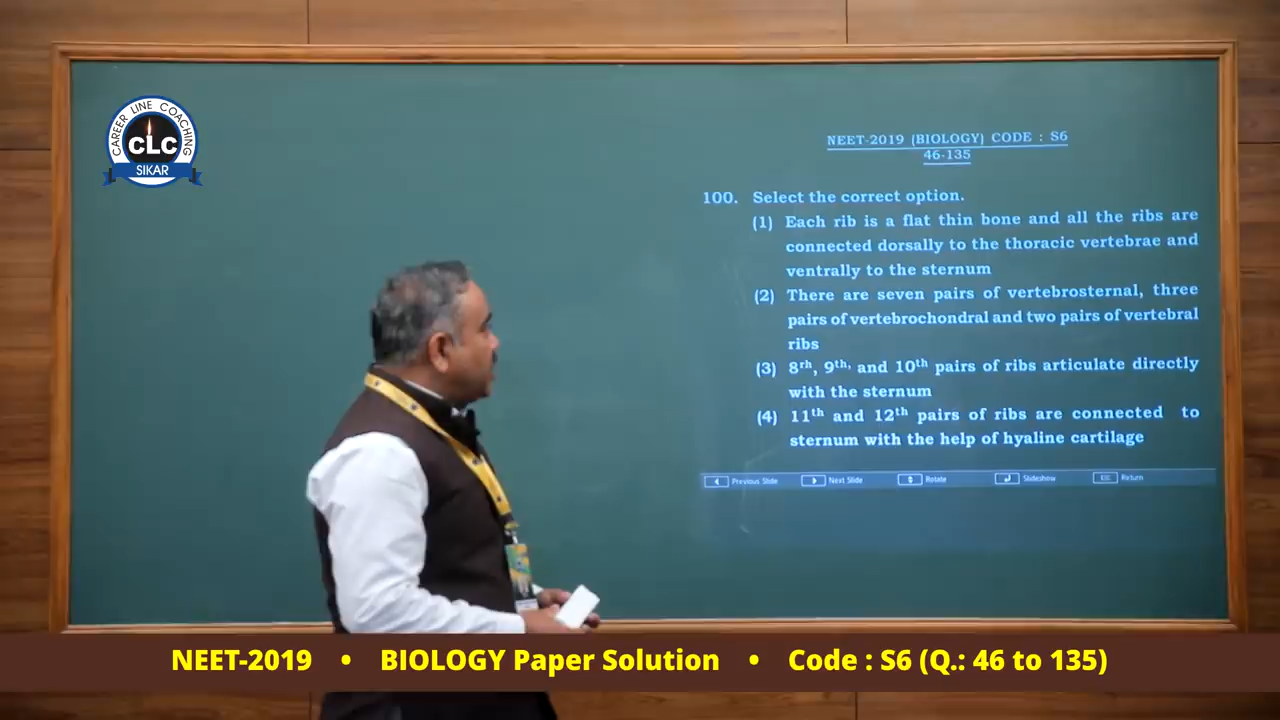 CAREER LINE COACHING
CLC
SIKAR
NEET-2019 (BIOLOGY) CODE : S6
46-135
100. Select the correct option.
(1) Each rib is a flat thin bone and all the ribs are
connected dorsally to the thoracic vertebrae and
ventrally to the sternum
(2) There are seven pairs of vertebrosternal, three
pairs of vertebrochondral and two pairs of vertebral
ribs
(3) 8rh, 9th, and 10th pairs of ribs articulate directly
with the sternum
(4) 11th and 12th pairs of ribs are connected to
sternum with the help of hyaline cartilage
Previous Slide Next Slide Rotate Slideshow ESC Return
NEET-2019 • BIOLOGY Paper Solution • Code : S6 (Q.: 46 to 135)